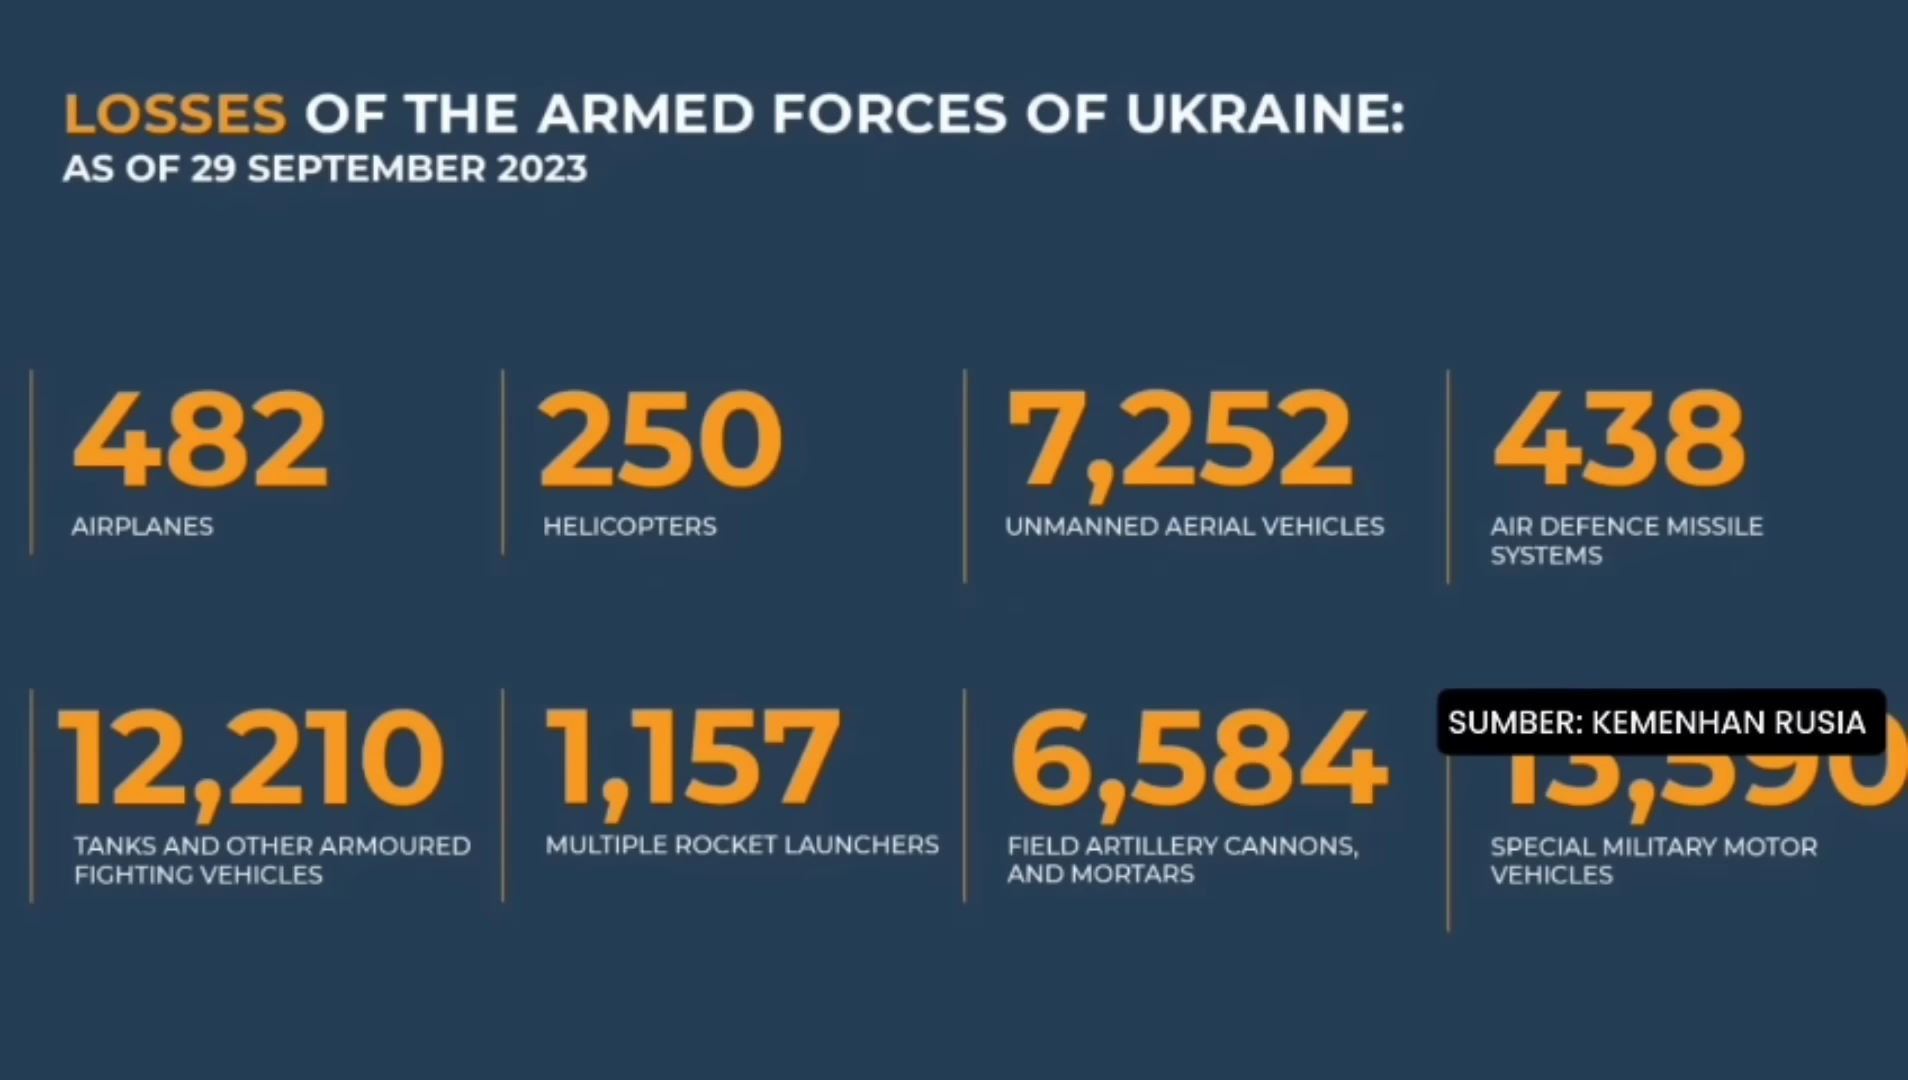 LOSSES OF THE ARMED FORCES OF UKRAINE:
AS OF 29 SEPTEMBER 2023
482
AIRPLANES
250
HELICOPTERS
7,252
UNMANNED AERIAL VEHICLES
438
AIR DEFENCE MISSILE
SYSTEMS
12,210
TANKS AND OTHER ARMOURED
FIGHTING VEHICLES
1,157
MULTIPLE ROCKET LAUNCHERS
6,584
FIELD ARTILLERY CANNONS,
AND MORTARS
SUMBER: KEMENHAN RUSIA
13,590
SPECIAL MILITARY MOTOR
VEHICLES